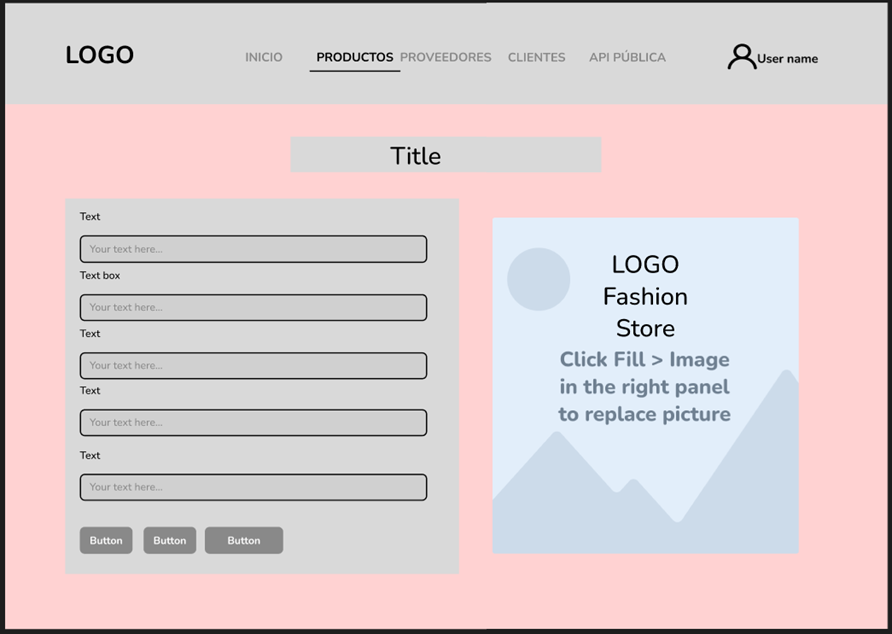 LOGO INICIO PRODUCTOS PROVEEDORES CLIENTES API PÚBLICA User name
Title
Text
Your text here...
Text box
Your text here...
Text
Your text here...
Text
Your text here...
Text
Your text here...
Button Button Button
LOGO
Fashion
Store
Click Fill > Image
in the right panel
to replace picture